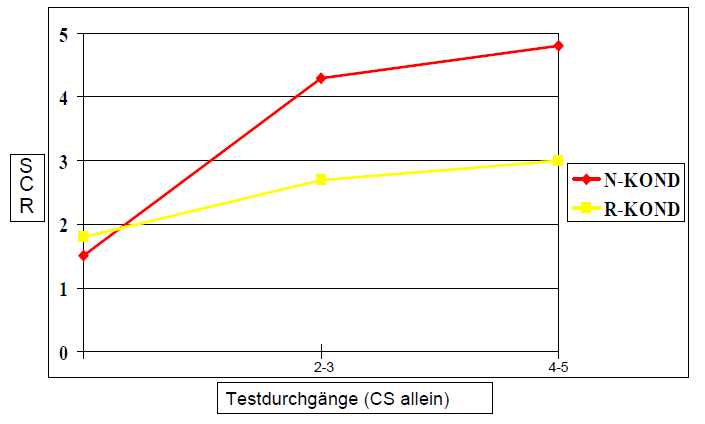 5
4
3
2
1
0
S
C
R
2-3
4-5
N-KOND
R-KOND
Testdurchgänge (CS allein)